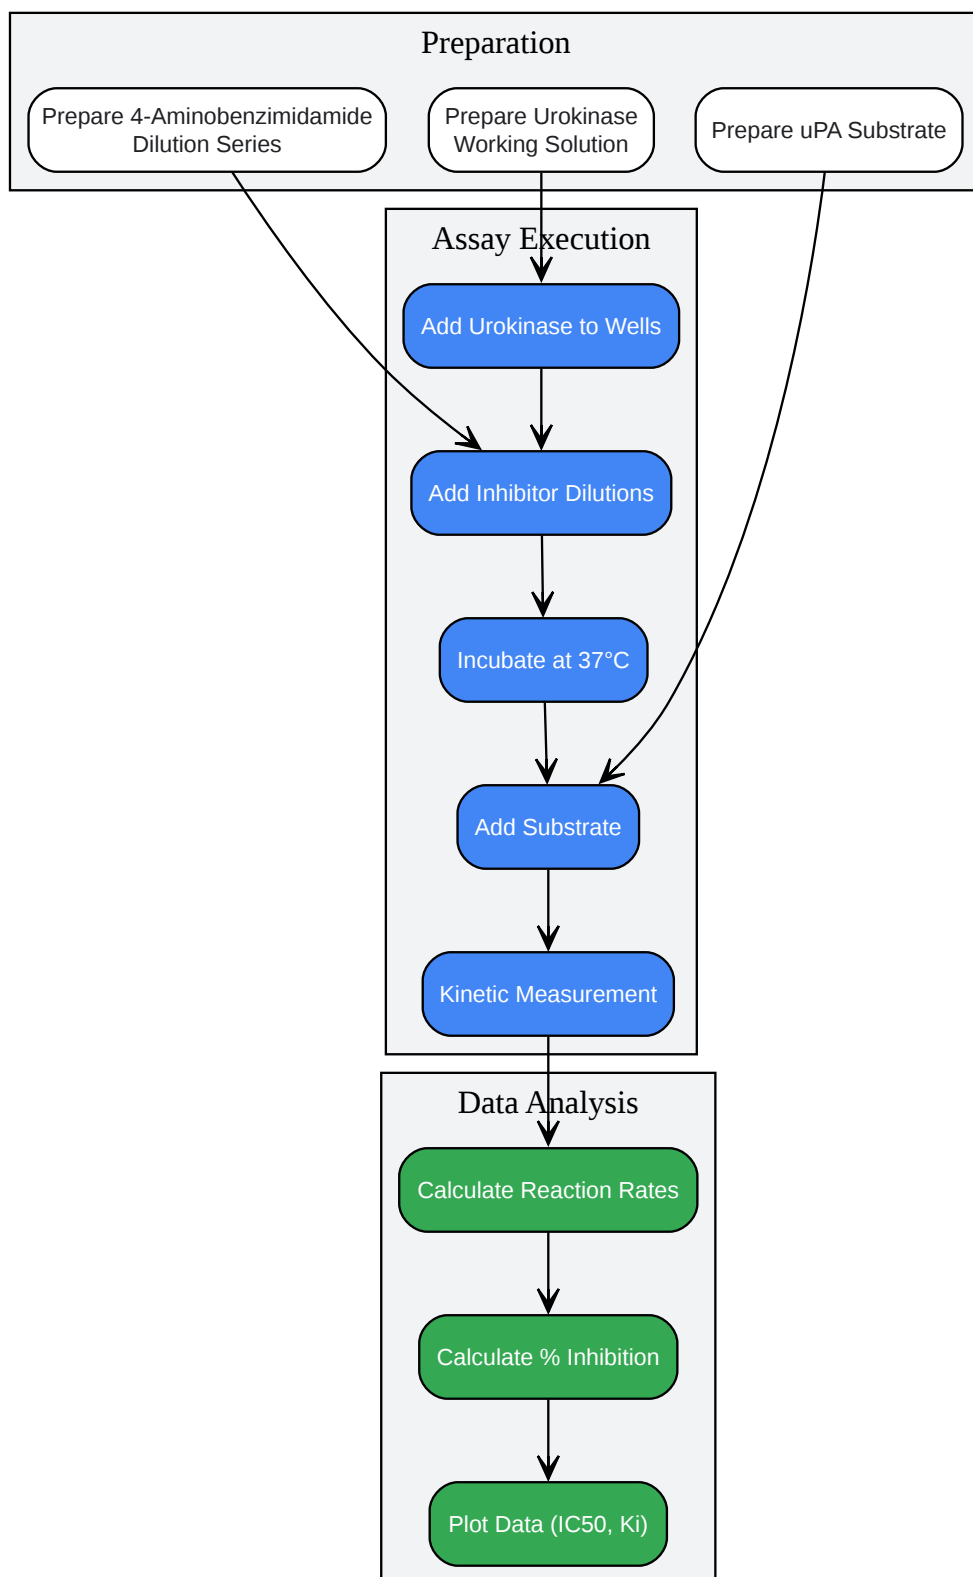 Preparation
Prepare 4-Aminobenzimidamide
Dilution Series
Prepare Urokinase
Working Solution
Prepare uPA Substrate
Assay Execution
Add Urokinase to Wells
Add Inhibitor Dilutions
Incubate at 37°C
Add Substrate
Kinetic Measurement
Data Analysis
Calculate Reaction Rates
Calculate % Inhibition
Plot Data (IC50, Ki)